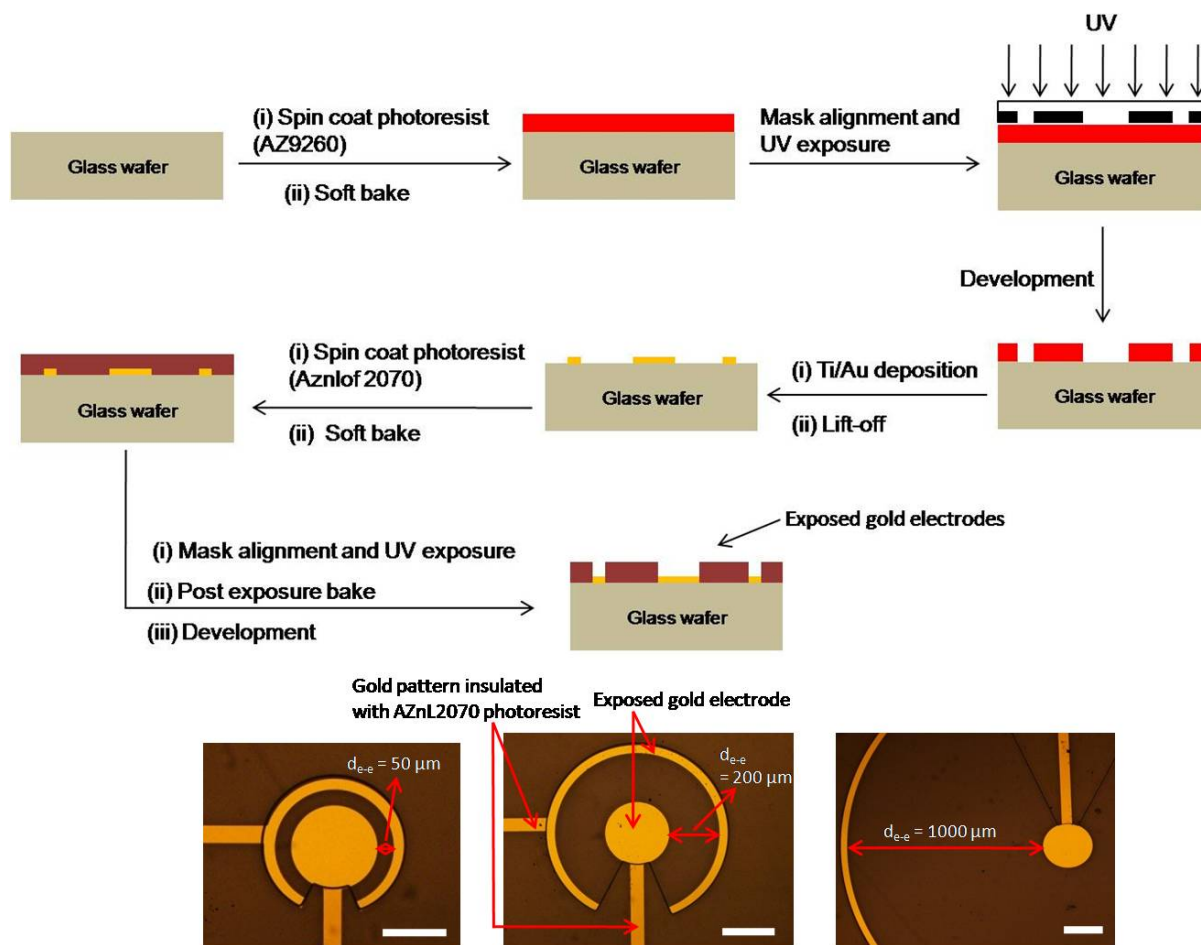 UV
(i) Spin coat photoresist
(AZ9260)
(ii) Soft bake
Mask alignment and
UV exposure
Glass wafer
Glass wafer
Glass wafer
Development
(i) Spin coat photoresist
(Aznlof 2070)
(ii) Soft bake
(i) Ti/Au deposition
(ii) Lift-off
Glass wafer
Glass wafer
Glass wafer
Exposed gold electrodes
(i) Mask alignment and UV exposure
(ii) Post exposure bake
(iii) Development
Glass wafer
Gold pattern insulated
with AZnL2070 photoresist
Exposed gold electrode
de-e = 50 μm
de-e
= 200 μm
de-e = 1000 μm